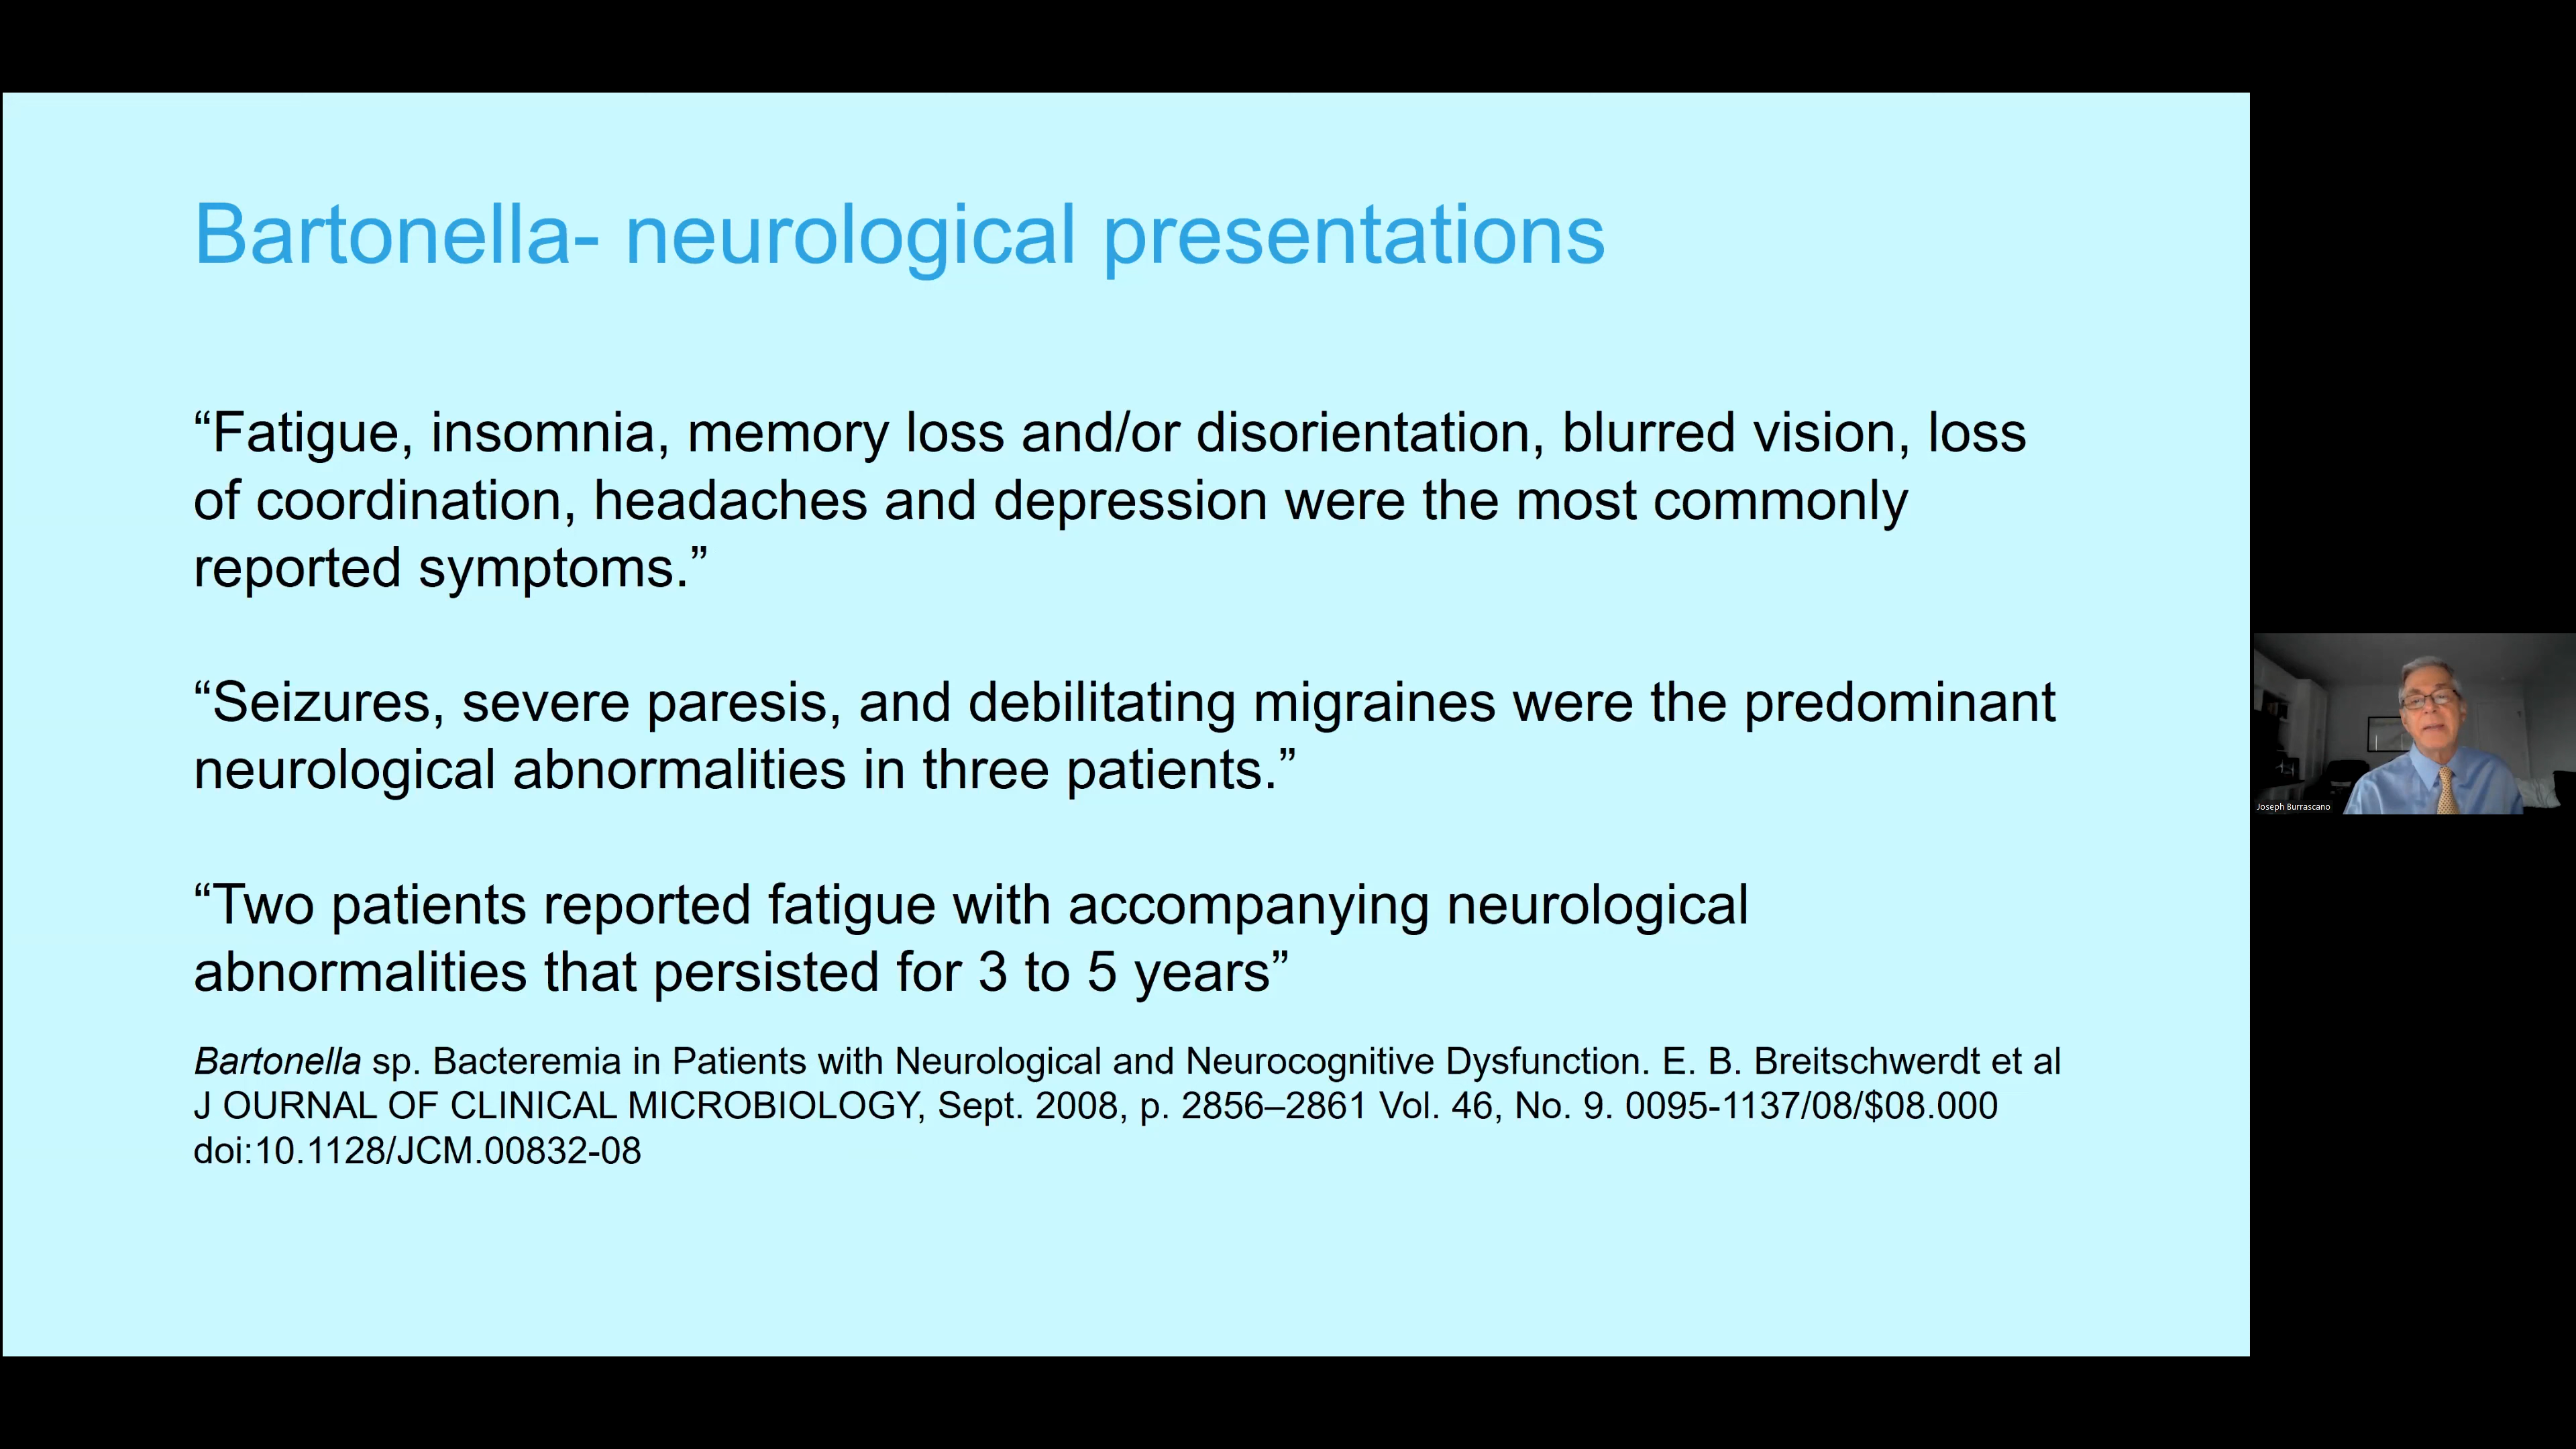 Bartonella- neurological presentations
“Fatigue, insomnia, memory loss and/or disorientation, blurred vision, loss
of coordination, headaches and depression were the most commonly
reported symptoms.”
“Seizures, severe paresis, and debilitating migraines were the predominant
neurological abnormalities in three patients.”
“Two patients reported fatigue with accompanying neurological
abnormalities that persisted for 3 to 5 years”
Bartonella sp. Bacteremia in Patients with Neurological and Neurocognitive Dysfunction. E. B. Breitschwerdt et al
J OURNAL OF CLINICAL MICROBIOLOGY, Sept. 2008, p. 2856–2861 Vol. 46, No. 9. 0095-1137/08/$08.000
doi:10.1128/JCM.00832-08
Joseph Burrascano